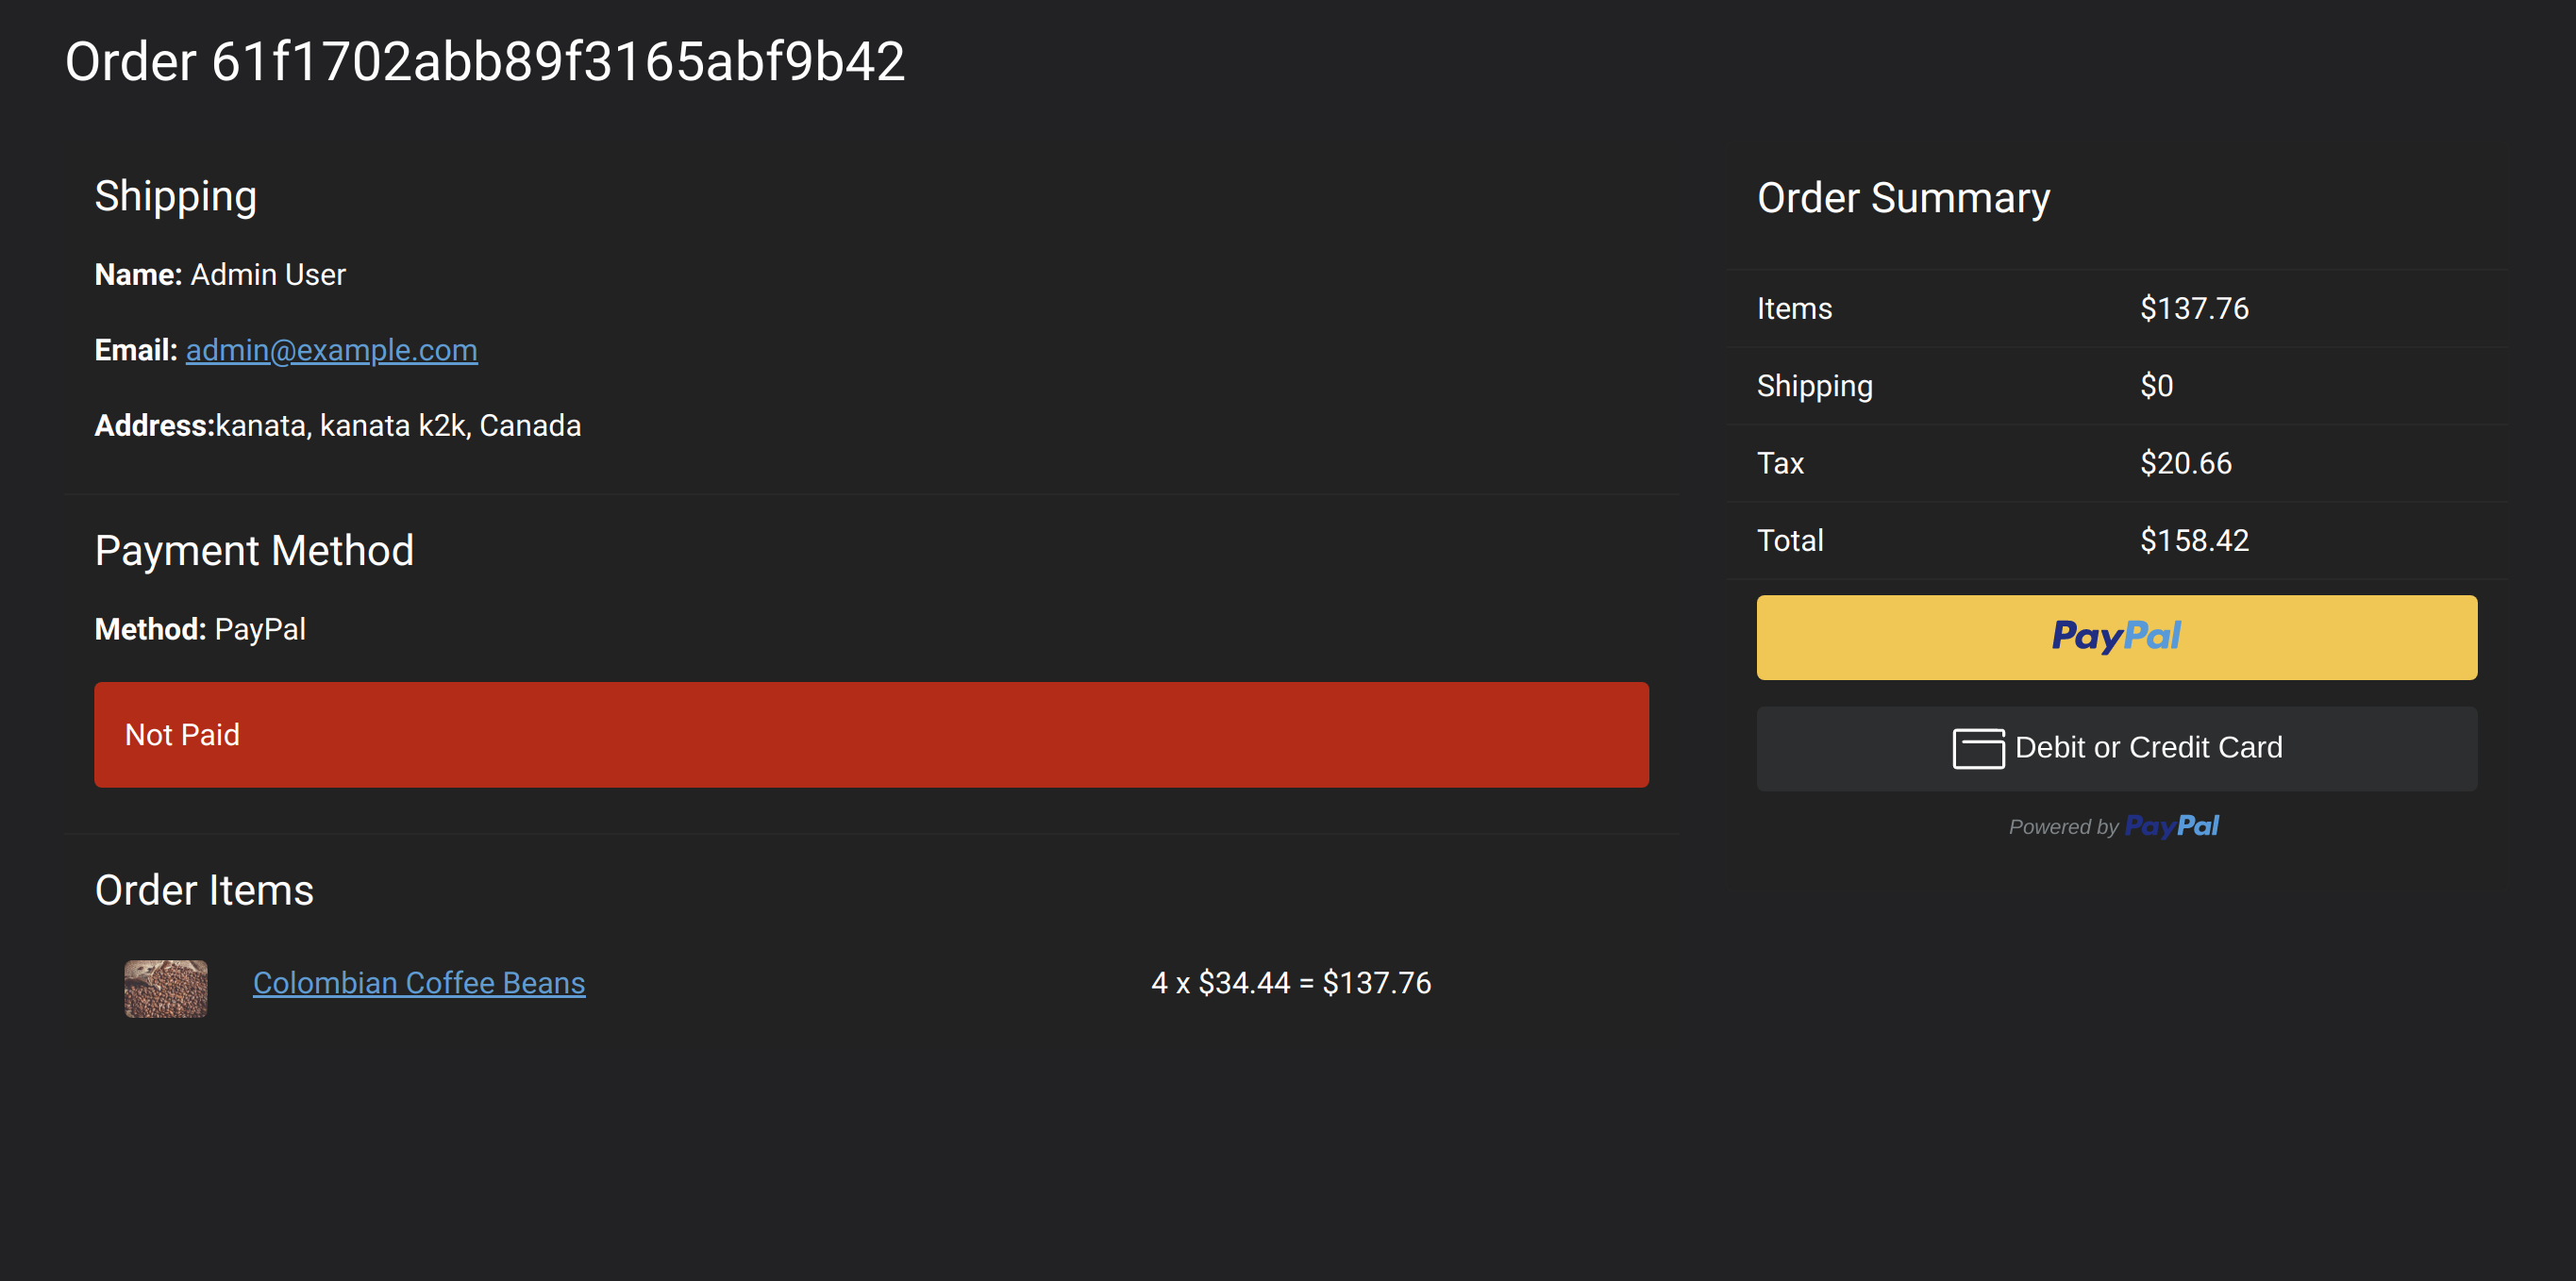 Order 61f1702abb89f3165abf9b42
Shipping
Name: Admin User
Email: admin@example.com
Address:kanata, kanata k2k, Canada
Payment Method
Method: PayPal
Not Paid
Order Items
Colombian Coffee Beans
4 x $34.44 = $137.76
Order Summary
Items $137.76
Shipping $0
Tax $20.66
Total $158.42
PayPal
Debit or Credit Card
Powered by PayPal